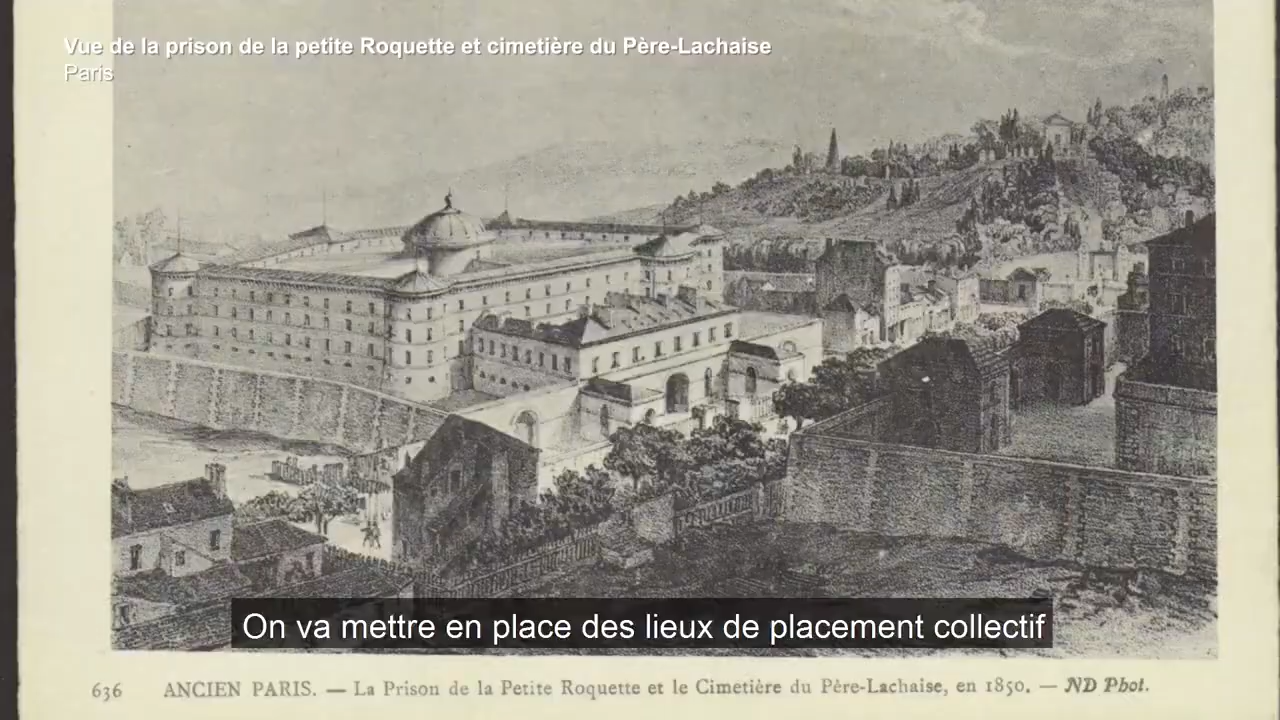 Vue de la prison de la petite Roquette et cimetière du Père-Lachaise
Paris
On va mettre en place des lieux de placement collectif
636 ANCIEN PARIS. — La Prison de la Petite Roquette et le Cimetière du Père-Lachaise, en 1850. — ND Phot.